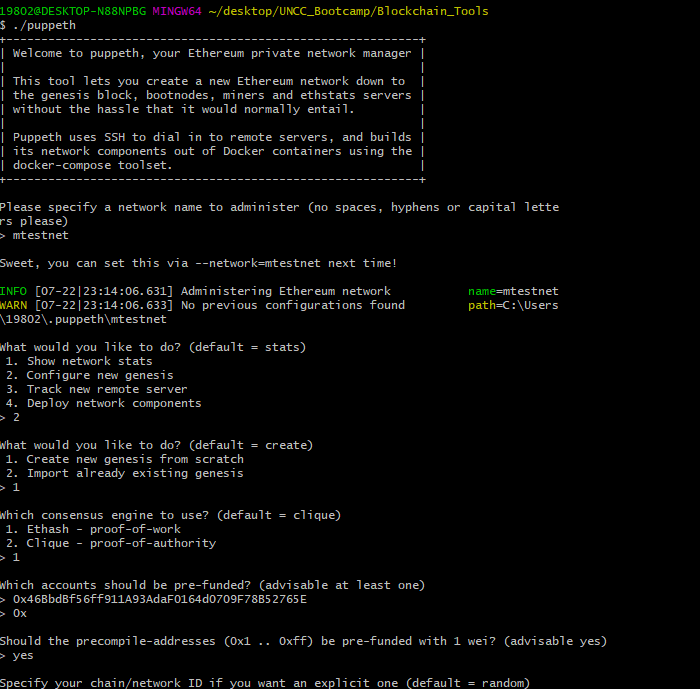 19802@DESKTOP-N88NPBG MINGW64 ~/desktop/UNCC_Bootcamp/Blockchain_Tools
$ ./puppeth
+-----------------------------------------------------------+
| Welcome to puppeth, your Ethereum private network manager |
|                                                           |
| This tool lets you create a new Ethereum network down to  |
| the genesis block, bootnodes, miners and ethstats servers |
| without the hassle that it would normally entail.         |
|                                                           |
| Puppeth uses SSH to dial in to remote servers, and builds |
| its network components out of Docker containers using the |
| docker-compose toolset.                                   |
+-----------------------------------------------------------+
Please specify a network name to administer (no spaces, hyphens or capital lette
rs please)
> mtestnet
Sweet, you can set this via --network=mtestnet next time!
INFO [07-22|23:14:06.631] Administering Ethereum network           name=mtestnet
WARN [07-22|23:14:06.633] No previous configurations found         path=C:\Users
\19802\.puppeth\mtestnet
What would you like to do? (default = stats)
 1. Show network stats
 2. Configure new genesis
 3. Track new remote server
 4. Deploy network components
> 2
What would you like to do? (default = create)
 1. Create new genesis from scratch
 2. Import already existing genesis
> 1
Which consensus engine to use? (default = clique)
 1. Ethash - proof-of-work
 2. Clique - proof-of-authority
> 1
Which accounts should be pre-funded? (advisable at least one)
> 0x46BbdBf56ff911A93AdaF0164d0709F78B52765E
> 0x
Should the precompile-addresses (0x1 .. 0xff) be pre-funded with 1 wei? (advisable yes)
> yes
Specify your chain/network ID if you want an explicit one (default = random)